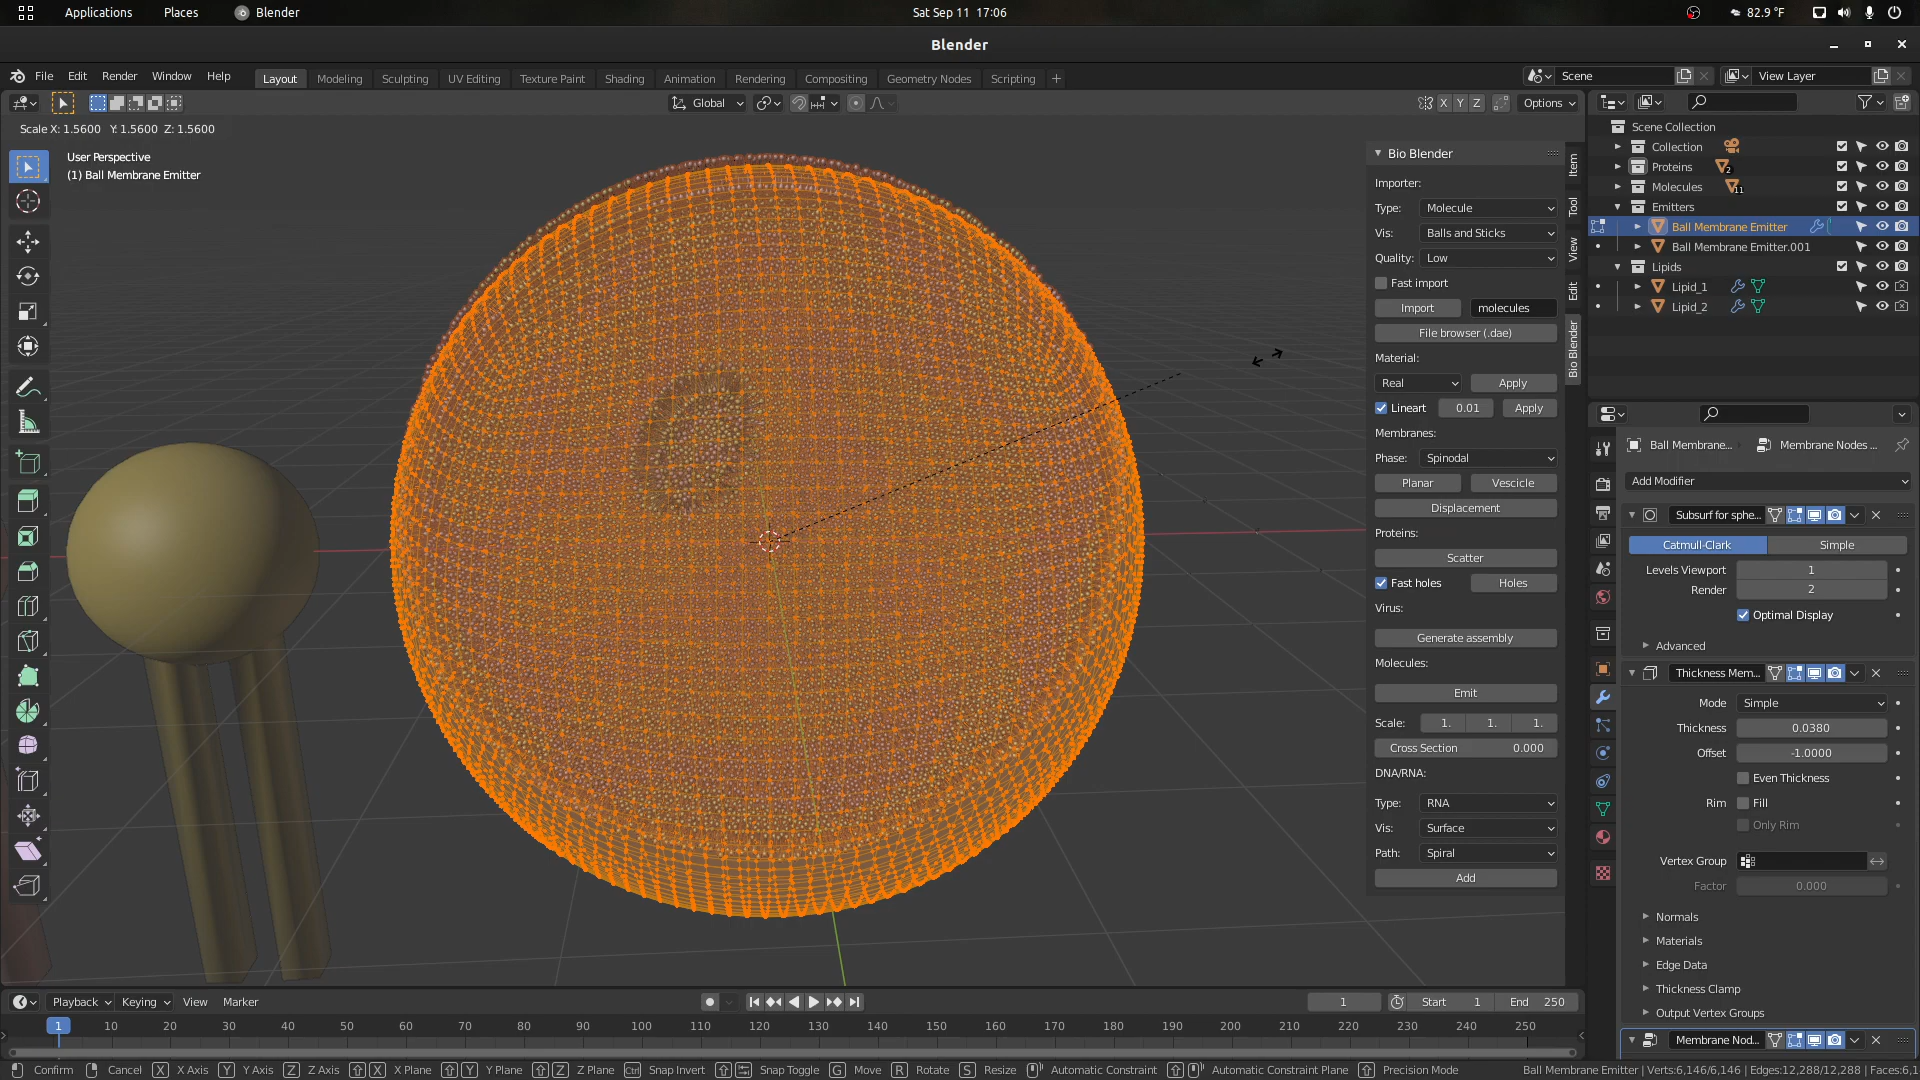 Applications Places Blender Sat Sep 11 17:06 82.9 °F
Blender
File Edit Render Window Help Layout Modeling Sculpting UV Editing Texture Paint Shading Animation Rendering Compositing Geometry Nodes Scripting + Scene View Layer
Global X Y Z Options
Scale X: 1.5600 Y: 1.5600 Z: 1.5600
User Perspective
(1) Ball Membrane Emitter
Bio Blender
Importer:
Type: Molecule
Vis: Balls and Sticks
Quality: Low
Fast import
Import molecules
File browser (.dae)
Material:
Real Apply
Lineart 0.01 Apply
Membranes:
Phase: Spinodal
Planar Vescicle
Displacement
Proteins:
Scatter
Fast holes Holes
Virus:
Generate assembly
Molecules:
Emit
Scale: 1. 1. 1.
Cross Section 0.000
DNA/RNA:
Type: RNA
Vis: Surface
Path: Spiral
Add
Item
Tool
View
Edit
Bio Blender
Scene Collection
Collection
Proteins 2
Molecules 11
Emitters
Ball Membrane Emitter
Ball Membrane Emitter.001
Lipids
Lipid_1
Lipid_2
Ball Membrane... Membrane Nodes ...
Add Modifier
Subsurf for sphe...
Catmull-Clark Simple
Levels Viewport 1
Render 2
Optimal Display
Advanced
Thickness Mem...
Mode Simple
Thickness 0.0380
Offset -1.0000
Even Thickness
Rim Fill
Only Rim
Vertex Group
Factor 0.000
Normals
Materials
Edge Data
Thickness Clamp
Output Vertex Groups
Membrane Nod...
Playback Keying View Marker 1 Start 1 End 250
1 10 20 30 40 50 60 70 80 90 100 110 120 130 140 150 160 170 180 190 200 210 220 230 240 250
Confirm Cancel X X Axis Y Y Axis Z Z Axis X X Plane Y Y Plane Z Z Plane Ctrl Snap Invert Snap Toggle G Move R Rotate S Resize Automatic Constraint Automatic Constraint Plane Precision Mode Ball Membrane Emitter | Verts:6,146/6,146 | Edges:12,288/12,288 | Faces:6,1